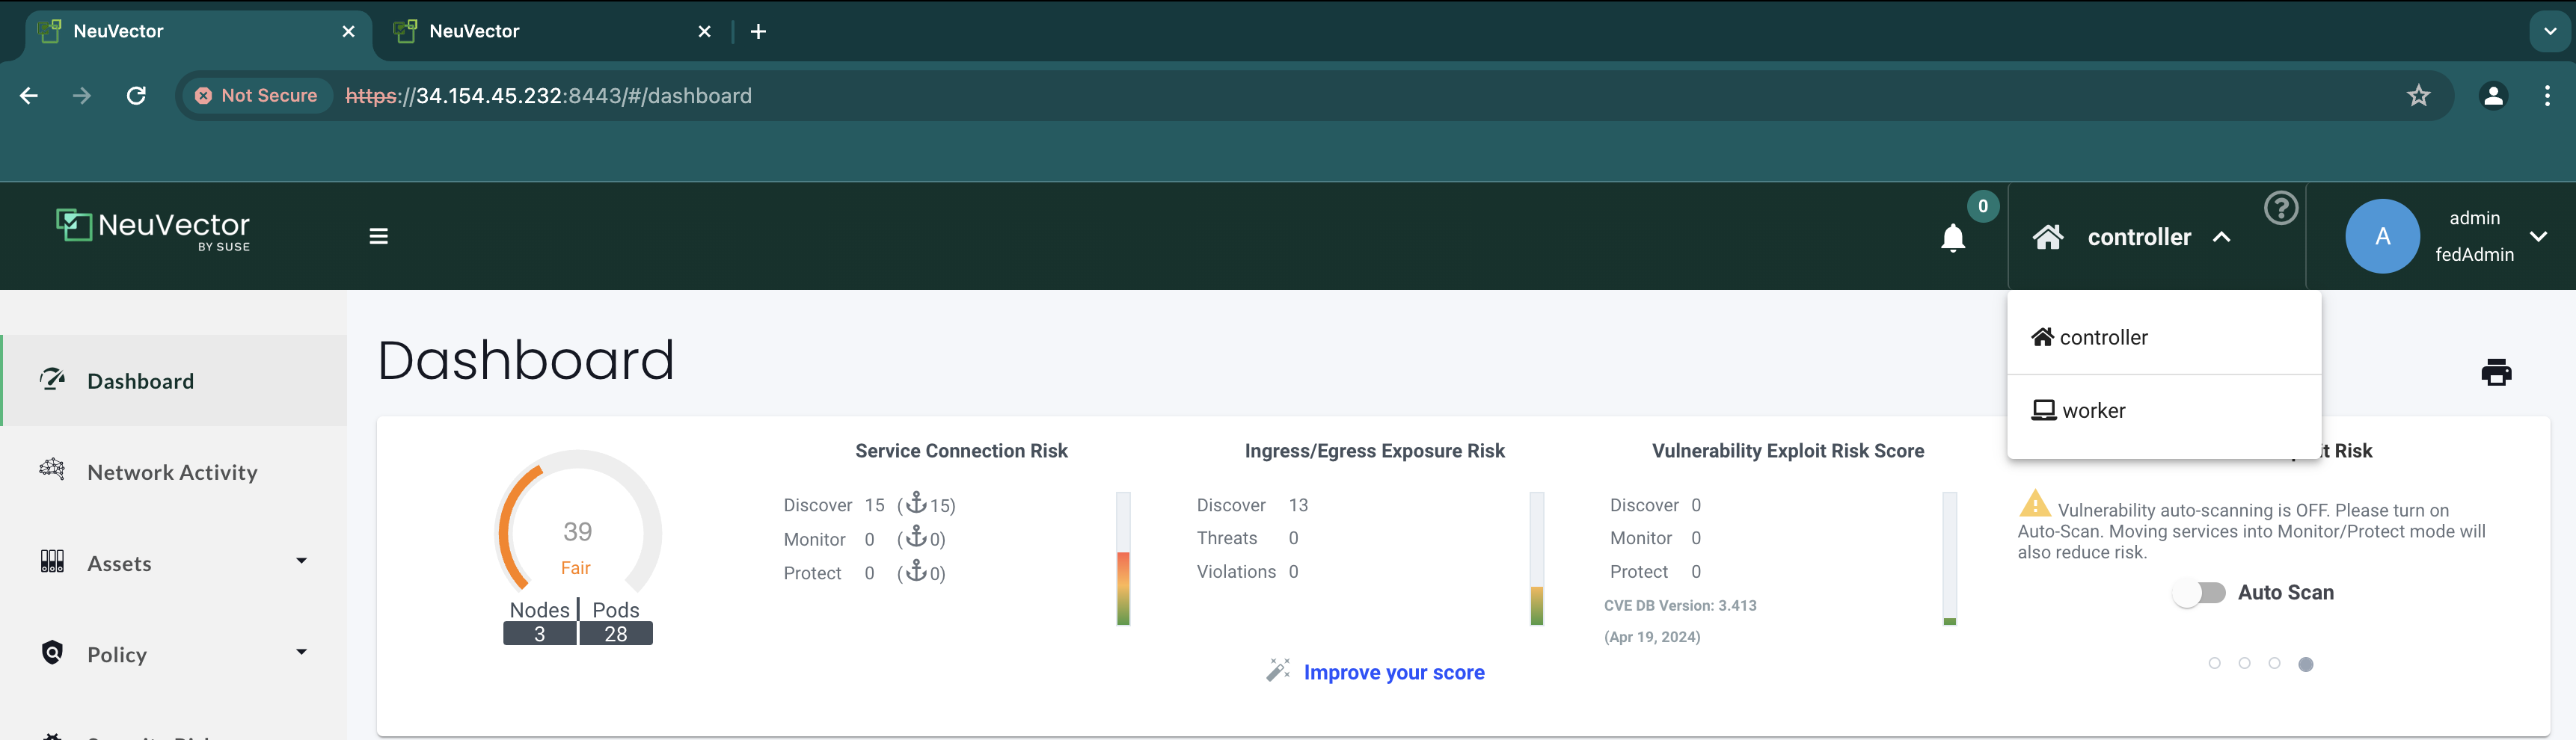 NeuVector
NeuVector
Not Secure https://34.154.45.232:8443/#/dashboard
NeuVector
BY SUSE
0
controller
?
A
admin
fedAdmin
controller
worker
Dashboard
Network Activity
Assets
Policy
Dashboard
39
Fair
Nodes Pods
3 28
Service Connection Risk
Discover 15 (15)
Monitor 0 (0)
Protect 0 (0)
Ingress/Egress Exposure Risk
Discover 13
Threats 0
Violations 0
Improve your score
Vulnerability Exploit Risk Score
Discover 0
Monitor 0
Protect 0
CVE DB Version: 3.413
(Apr 19, 2024)
Risk
Vulnerability auto-scanning is OFF. Please turn on
Auto-Scan. Moving services into Monitor/Protect mode will
also reduce risk.
Auto Scan